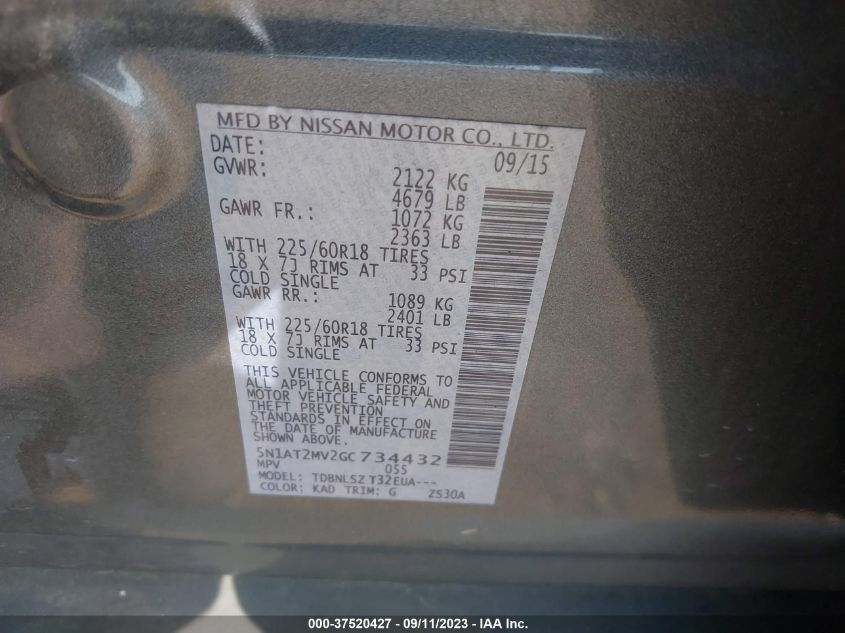 MFD BY NISSAN MOTOR CO., LTD.
DATE: 09/15
GVWR: 2122 KG
4679 LB
GAWR FR.: 1072 KG
2363 LB
WITH 225/60R18 TIRES
18 X 7J RIMS AT 33 PSI
COLD SINGLE
GAWR RR.: 1089 KG
2401 LB
WITH 225/60R18 TIRES
18 X 7J RIMS AT 33 PSI
COLD SINGLE
THIS VEHICLE CONFORMS TO
ALL APPLICABLE FEDERAL
MOTOR VEHICLE SAFETY AND
THEFT PREVENTION
STANDARDS IN EFFECT ON
THE DATE OF MANUFACTURE
SHOWN ABOVE.
5N1AT2MV2GC734432
MPV 055
MODEL: TDBNLSZ T32EUA---
COLOR: KAD TRIM: G ZS30A
000-37520427 - 09/11/2023 - IAA Inc.